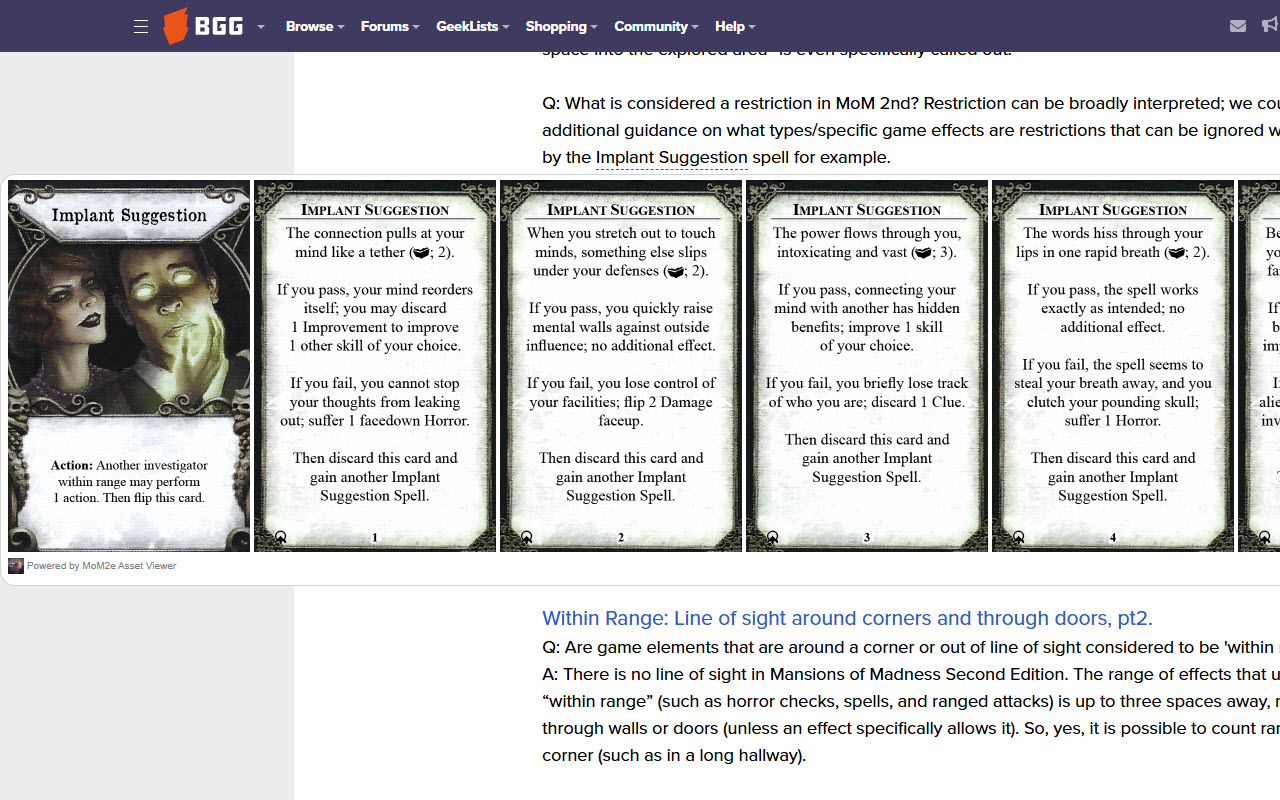 BGG Browse Forums GeekLists Shopping Community Help
space into the explored area" is even specifically called out.
Q: What is considered a restriction in MoM 2nd? Restriction can be broadly interpreted; we cou
additional guidance on what types/specific game effects are restrictions that can be ignored w
by the Implant Suggestion spell for example.
Implant Suggestion
Action: Another investigator
within range may perform
1 action. Then flip this card.
IMPLANT SUGGESTION
The connection pulls at your
mind like a tether (; 2).
If you pass, your mind reorders
itself; you may discard
1 Improvement to improve
1 other skill of your choice.
If you fail, you cannot stop
your thoughts from leaking
out; suffer 1 facedown Horror.
Then discard this card and
gain another Implant
Suggestion Spell.
1
IMPLANT SUGGESTION
When you stretch out to touch
minds, something else slips
under your defenses (; 2).
If you pass, you quickly raise
mental walls against outside
influence; no additional effect.
If you fail, you lose control of
your facilities; flip 2 Damage
faceup.
Then discard this card and
gain another Implant
Suggestion Spell.
2
IMPLANT SUGGESTION
The power flows through you,
intoxicating and vast (; 3).
If you pass, connecting your
mind with another has hidden
benefits; improve 1 skill
of your choice.
If you fail, you briefly lose track
of who you are; discard 1 Clue.
Then discard this card and
gain another Implant
Suggestion Spell.
3
IMPLANT SUGGESTION
The words hiss through your
lips in one rapid breath (; 2).
If you pass, the spell works
exactly as intended; no
additional effect.
If you fail, the spell seems to
steal your breath away, and you
clutch your pounding skull;
suffer 1 Horror.
Then discard this card and
gain another Implant
Suggestion Spell.
4
Be
yo
fa
If
b
im
I
alie
inv
Powered by MoM2e Asset Viewer
Within Range: Line of sight around corners and through doors, pt2.
Q: Are game elements that are around a corner or out of line of sight considered to be 'within
A: There is no line of sight in Mansions of Madness Second Edition. The range of effects that u
“within range” (such as horror checks, spells, and ranged attacks) is up to three spaces away, n
through walls or doors (unless an effect specifically allows it). So, yes, it is possible to count ran
corner (such as in a long hallway).